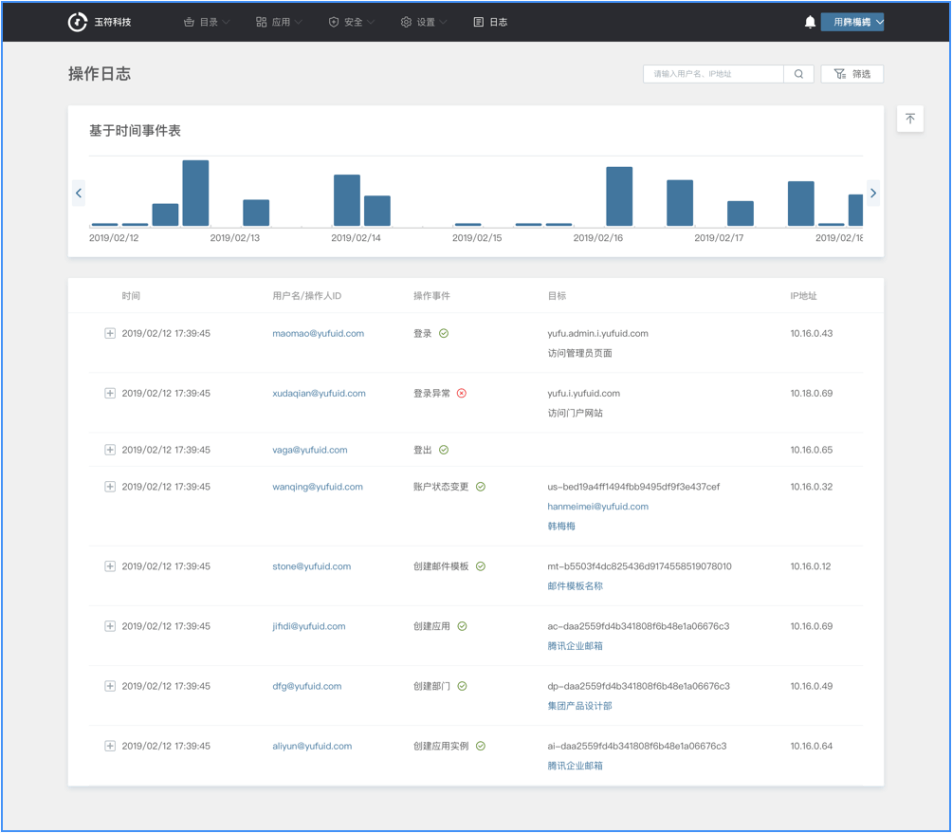 玉符科技 目录 应用 安全 设置 日志
操作日志 请输入用户名、IP地址 筛选
基于时间事件表
2019/02/12 2019/02/13 2019/02/14 2019/02/15 2019/02/16 2019/02/17 2019/02/18
时间 用户名/操作人ID 操作事件 目标 IP地址
2019/02/12 17:39:45 maomao@yufuid.com 登录 yufu.admin.i.yufuid.com 10.16.0.43
访问管理员页面
2019/02/12 17:39:45 xudaqian@yufuid.com 登录异常 yufu.i.yufuid.com 10.18.0.69
访问门户网站
2019/02/12 17:39:45 vaga@yufuid.com 登出 10.16.0.65
2019/02/12 17:39:45 wanqing@yufuid.com 账户状态变更 us-bed19a4ff1494fbb9495df9f3e437cef 10.16.0.32
hanmeimei@yufuid.com
韩梅梅
2019/02/12 17:39:45 stone@yufuid.com 创建邮件模板 mt-b5503f4dc825436d9174558519078010 10.16.0.12
邮件模板名称
2019/02/12 17:39:45 jifidi@yufuid.com 创建应用 ac-daa2559fd4b341808f6b48e1a06676c3 10.16.0.69
腾讯企业邮箱
2019/02/12 17:39:45 dfg@yufuid.com 创建部门 dp-daa2559fd4b341808f6b48e1a06676c3 10.16.0.49
集团产品设计部
2019/02/12 17:39:45 aliyun@yufuid.com 创建应用实例 ai-daa2559fd4b341808f6b48e1a06676c3 10.16.0.64
腾讯企业邮箱